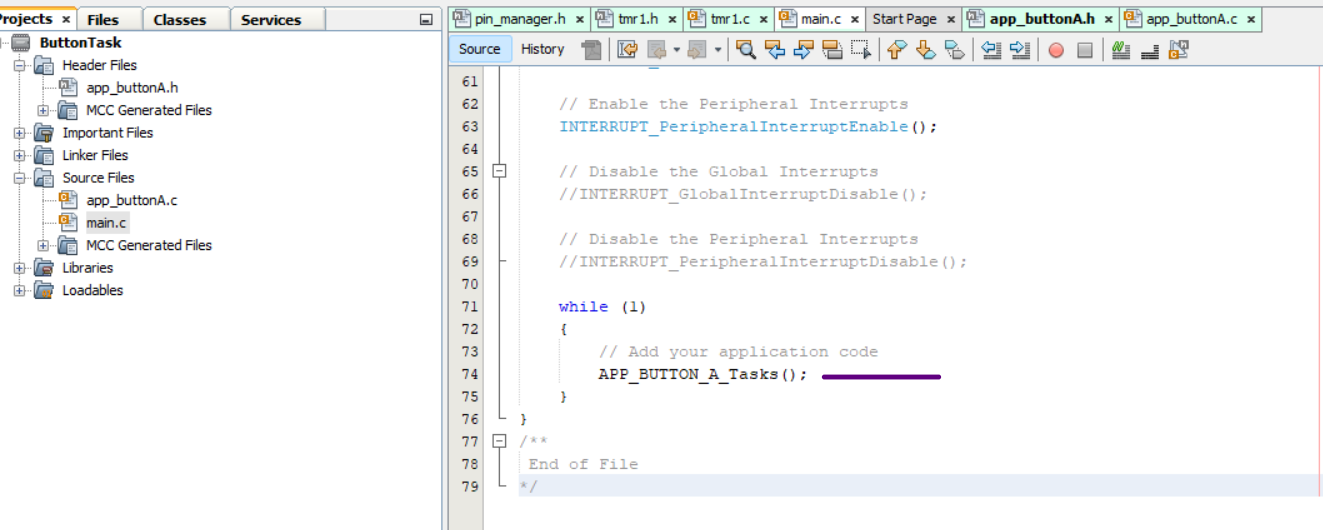 Projects × Files Classes Services
ButtonTask
Header Files
app_buttonA.h
MCC Generated Files
Important Files
Linker Files
Source Files
app_buttonA.c
main.c
MCC Generated Files
Libraries
Loadables
pin_manager.h × tmr1.h × tmr1.c × main.c × Start Page × app_buttonA.h × app_buttonA.c ×
Source History
61
62 // Enable the Peripheral Interrupts
63 INTERRUPT_PeripheralInterruptEnable();
64
65 // Disable the Global Interrupts
66 //INTERRUPT_GlobalInterruptDisable();
67
68 // Disable the Peripheral Interrupts
69 //INTERRUPT_PeripheralInterruptDisable();
70
71 while (1)
72 {
73 // Add your application code
74 APP_BUTTON_A_Tasks();
75 }
76 }
77 /**
78 End of File
79 */